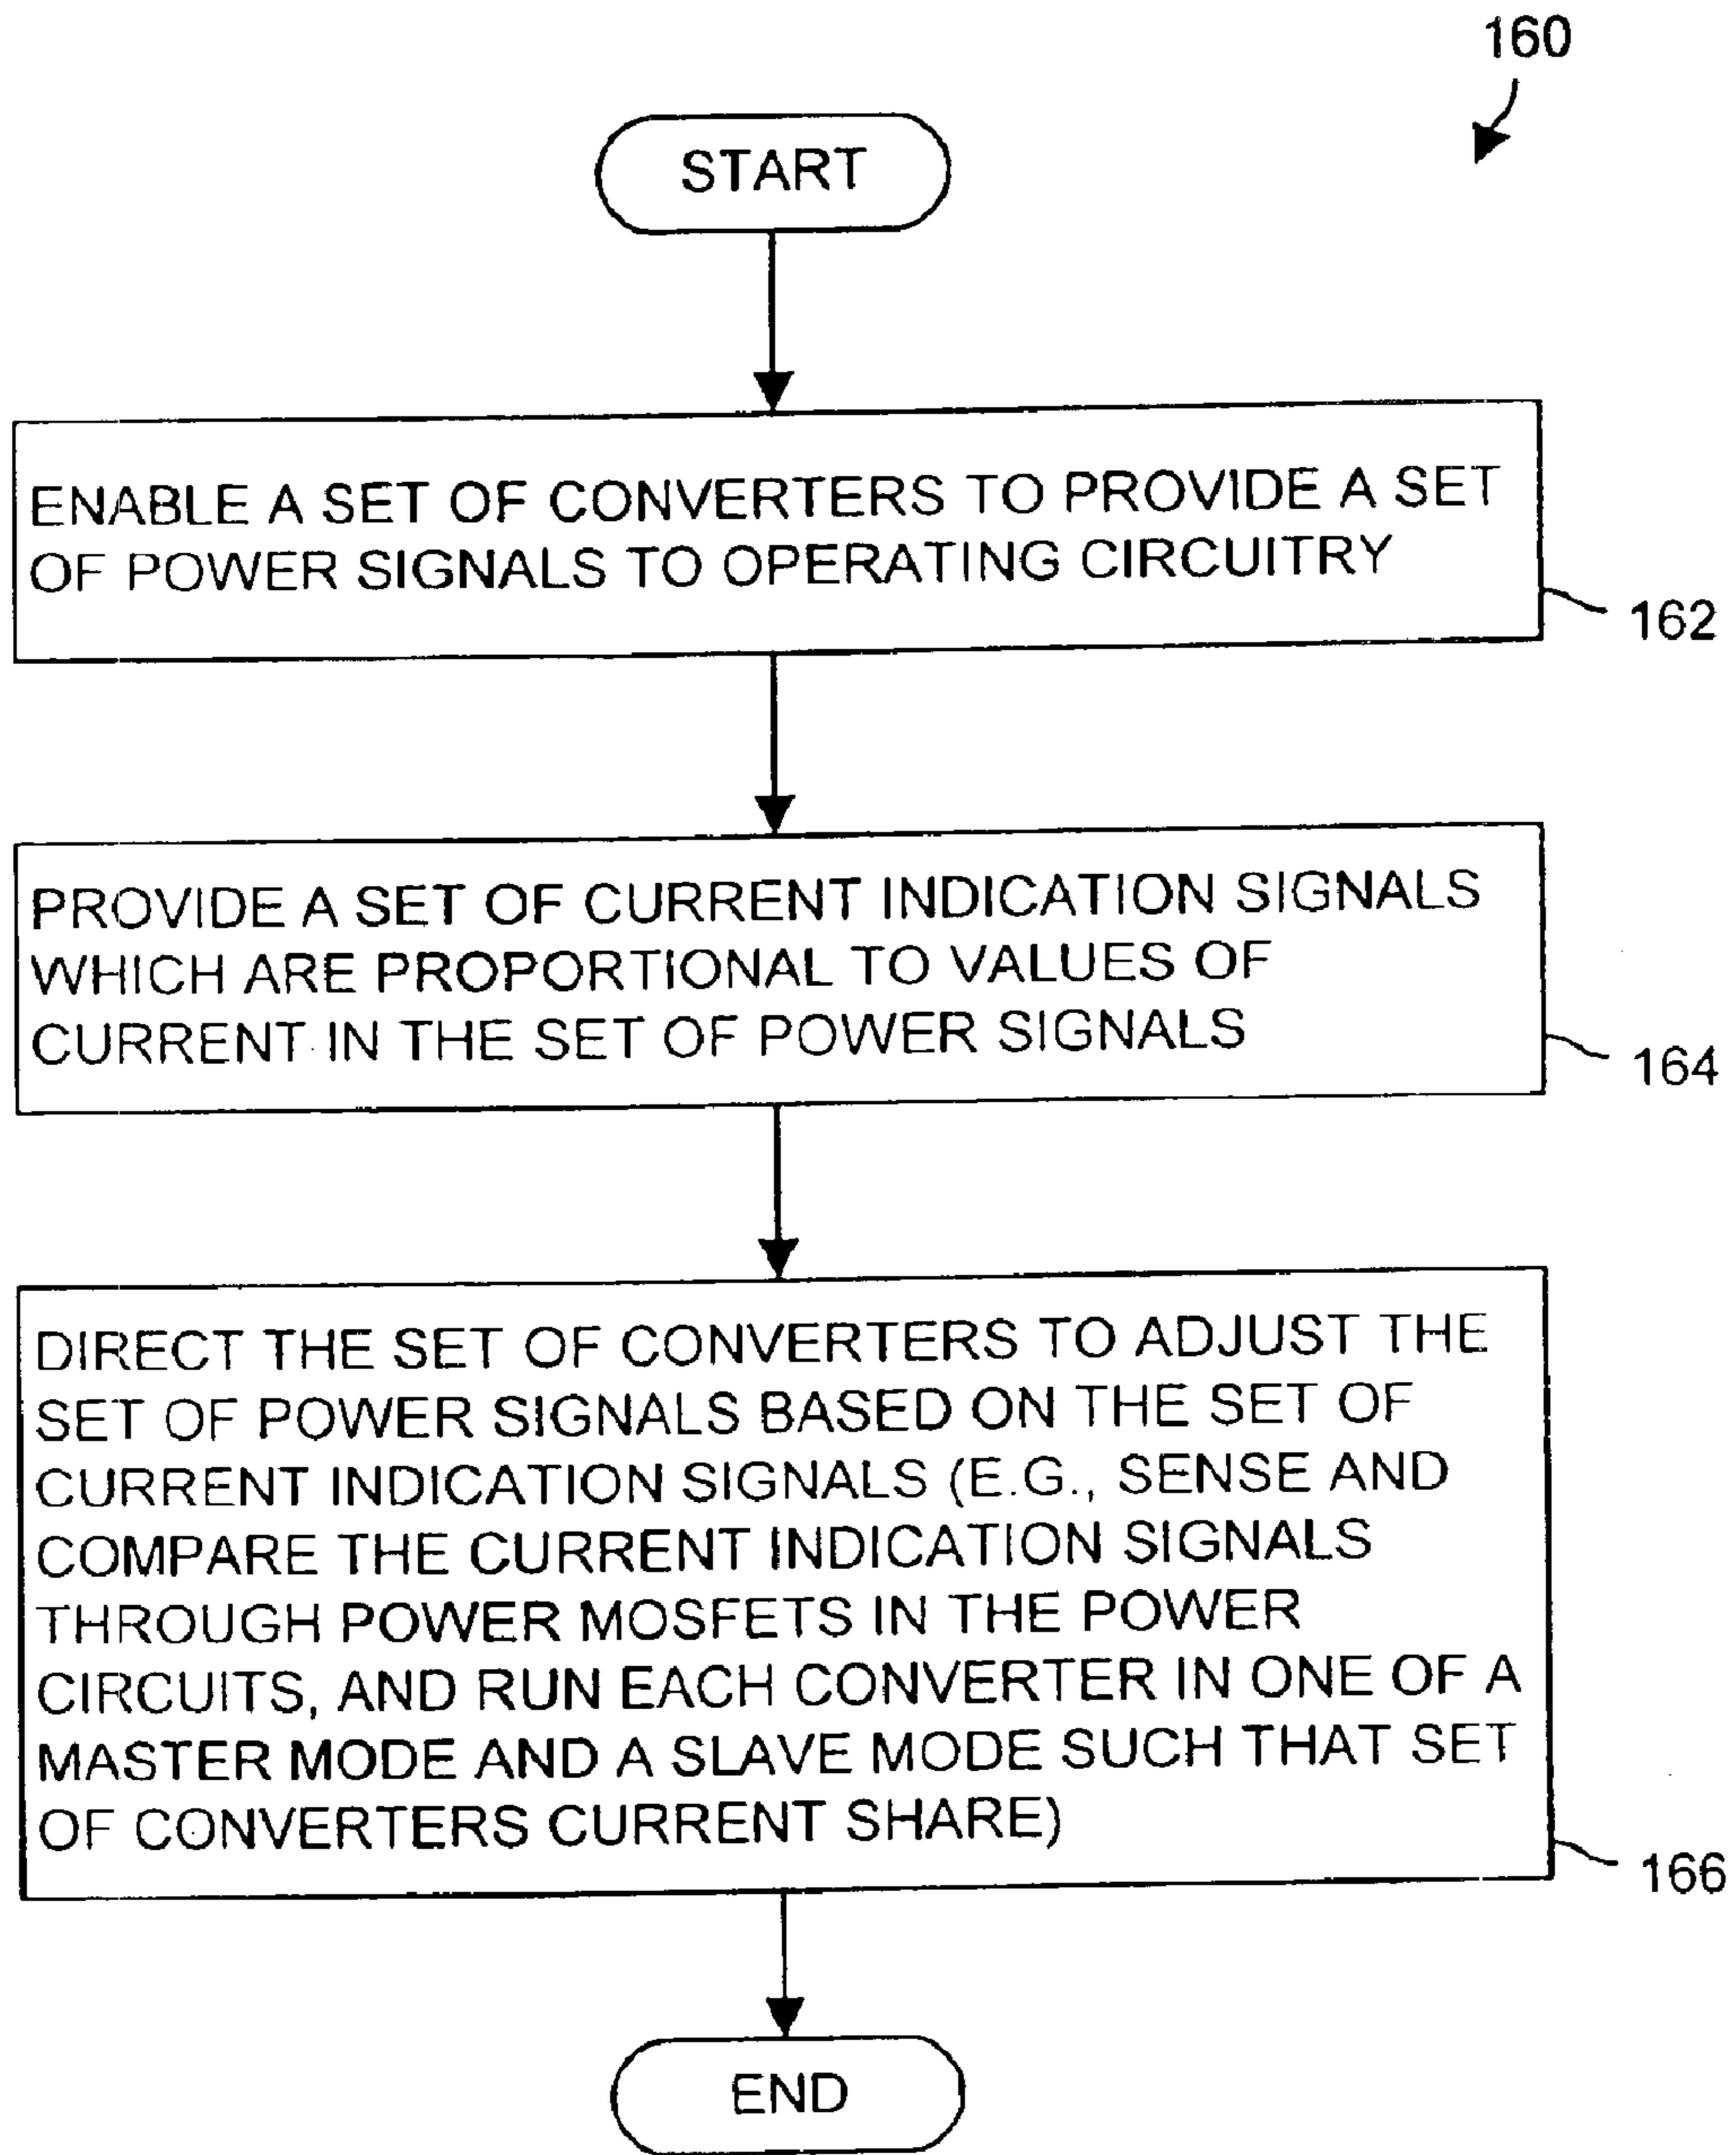 160
START
ENABLE A SET OF CONVERTERS TO PROVIDE A SET
OF POWER SIGNALS TO OPERATING CIRCUITRY
162
PROVIDE A SET OF CURRENT INDICATION SIGNALS
WHICH ARE PROPORTIONAL TO VALUES OF
CURRENT IN THE SET OF POWER SIGNALS
164
DIRECT THE SET OF CONVERTERS TO ADJUST THE
SET OF POWER SIGNALS BASED ON THE SET OF
CURRENT INDICATION SIGNALS (E.G., SENSE AND
COMPARE THE CURRENT INDICATION SIGNALS
THROUGH POWER MOSFETS IN THE POWER
CIRCUITS, AND RUN EACH CONVERTER IN ONE OF A
MASTER MODE AND A SLAVE MODE SUCH THAT SET
OF CONVERTERS CURRENT SHARE)
166
END